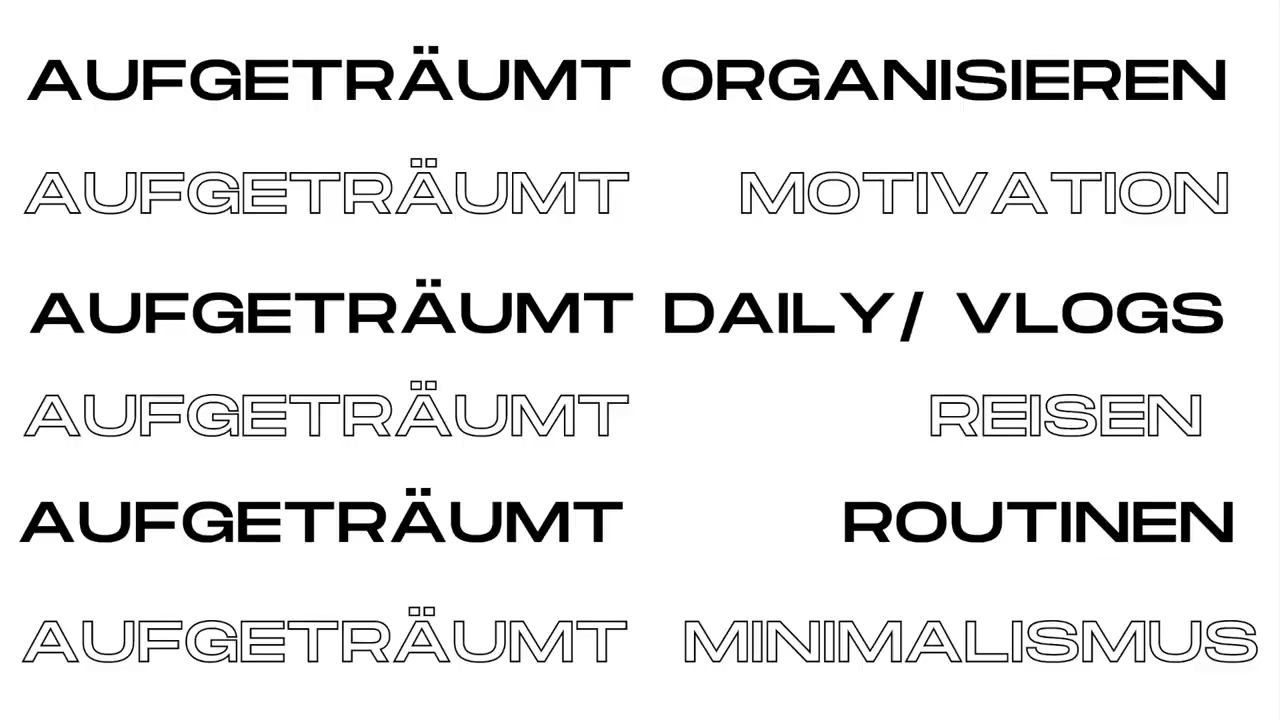 AUFGETRÄUMT ORGANISIEREN
AUFGETRÄUMT MOTIVATION
AUFGETRÄUMT DAILY/ VLOGS
AUFGETRÄUMT REISEN
AUFGETRÄUMT ROUTINEN
AUFGETRÄUMT MINIMALISMUS